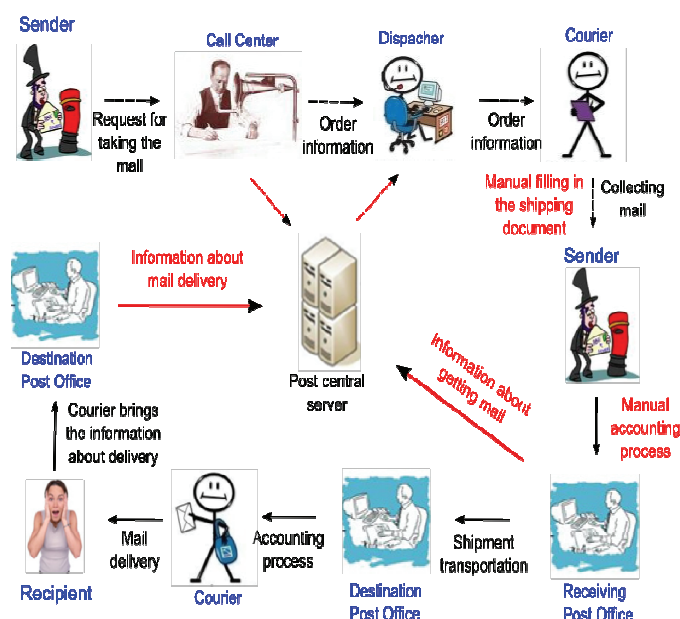 Sender
Call Center
Dispacher
Courier
Request for
taking the
mall
Order
information
Order
information
Manual filling in
the shipping
document
Collecting
mail
Sender
Information about
mail delivery
Destination
Post Office
Post central
server
Information about
getting mail
Manual
accounting
process
Courier brings
the information
about delivery
Recipient
Mail
delivery
Courier
Accounting
process
Destination
Post Office
Shipment
transportation
Receiving
Post Office